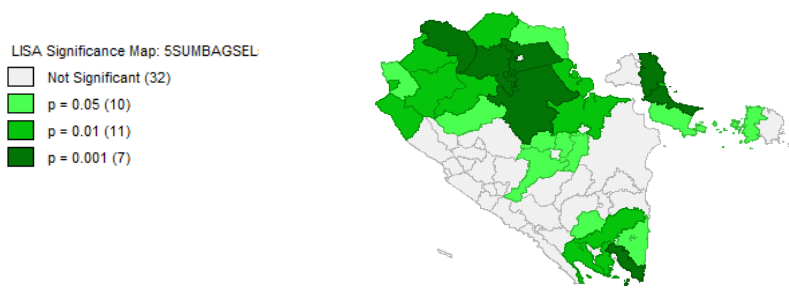 LISA Significance Map: 5SUMBAGSEL:
Not Significant (32)
p = 0.05 (10)
p = 0.01 (11)
p = 0.001 (7)